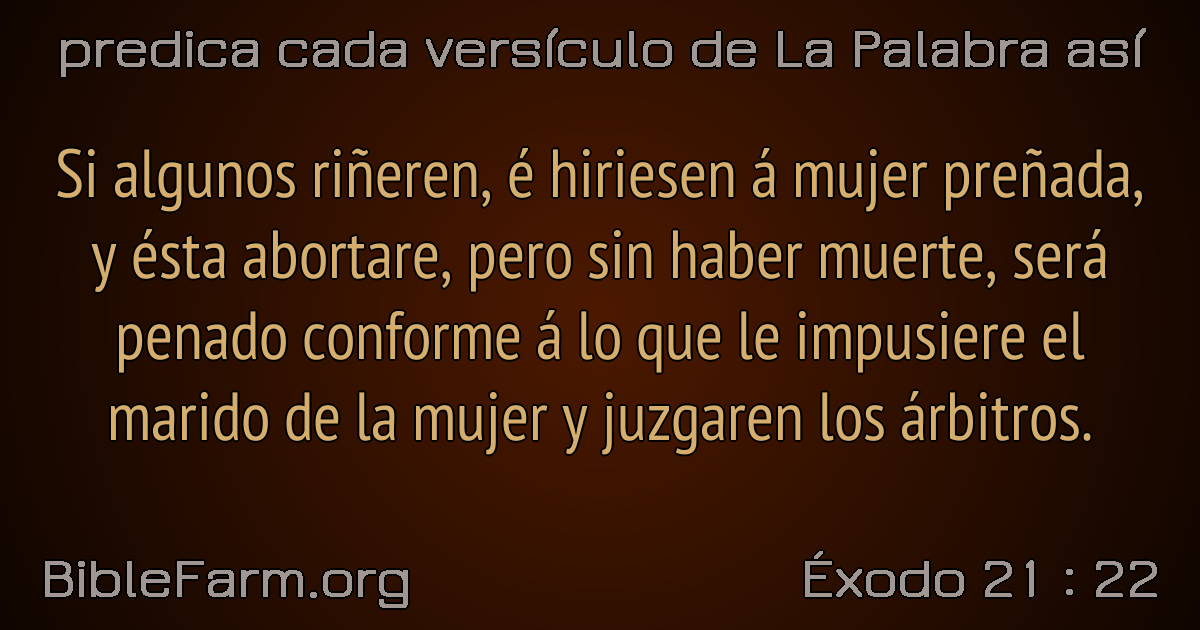 predica cada versículo de La Palabra así
Si algunos riñeren, é hiriesen á mujer preñada,
y ésta abortare, pero sin haber muerte, será
penado conforme á lo que le impusiere el
marido de la mujer y juzgaren los árbitros.
BibleFarm.org
Éxodo 21 : 22